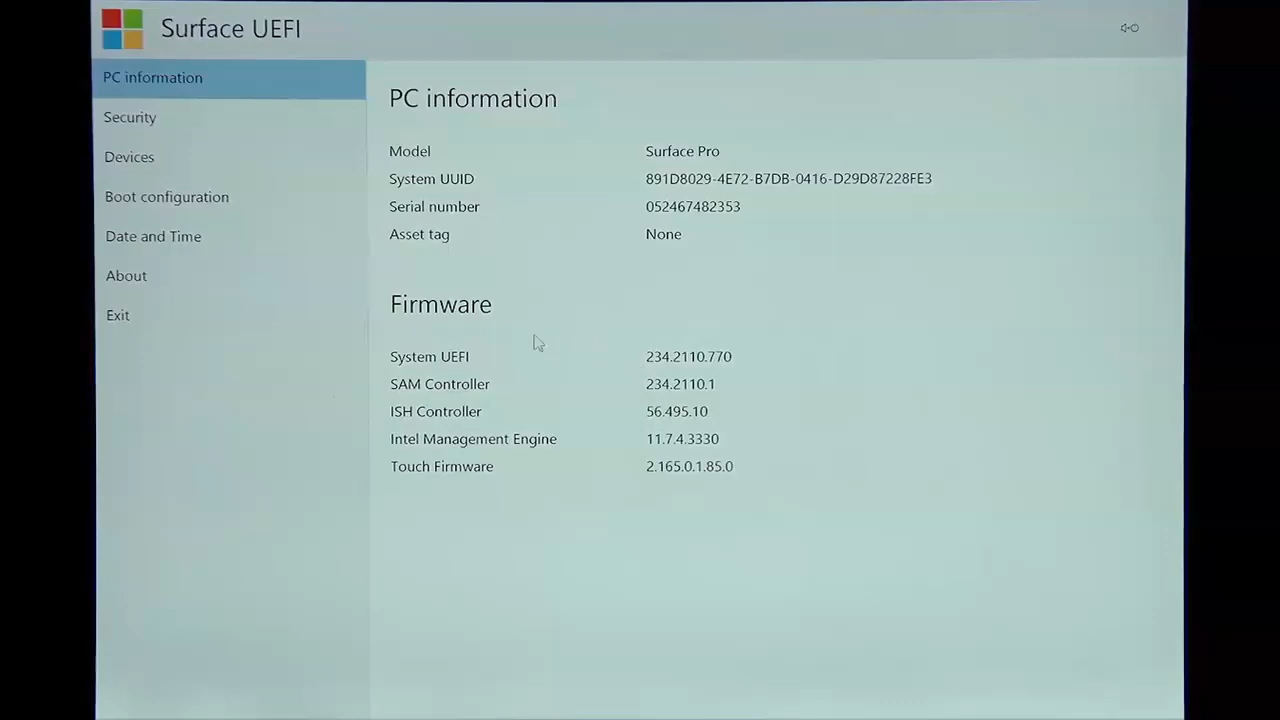 Surface UEFI
PC information
Security
Devices
Boot configuration
Date and Time
About
Exit
PC information
Model Surface Pro
System UUID 891D8029-4E72-B7DB-0416-D29D87228FE3
Serial number 052467482353
Asset tag None
Firmware
System UEFI 234.2110.770
SAM Controller 234.2110.1
ISH Controller 56.495.10
Intel Management Engine 11.7.4.3330
Touch Firmware 2.165.0.1.85.0